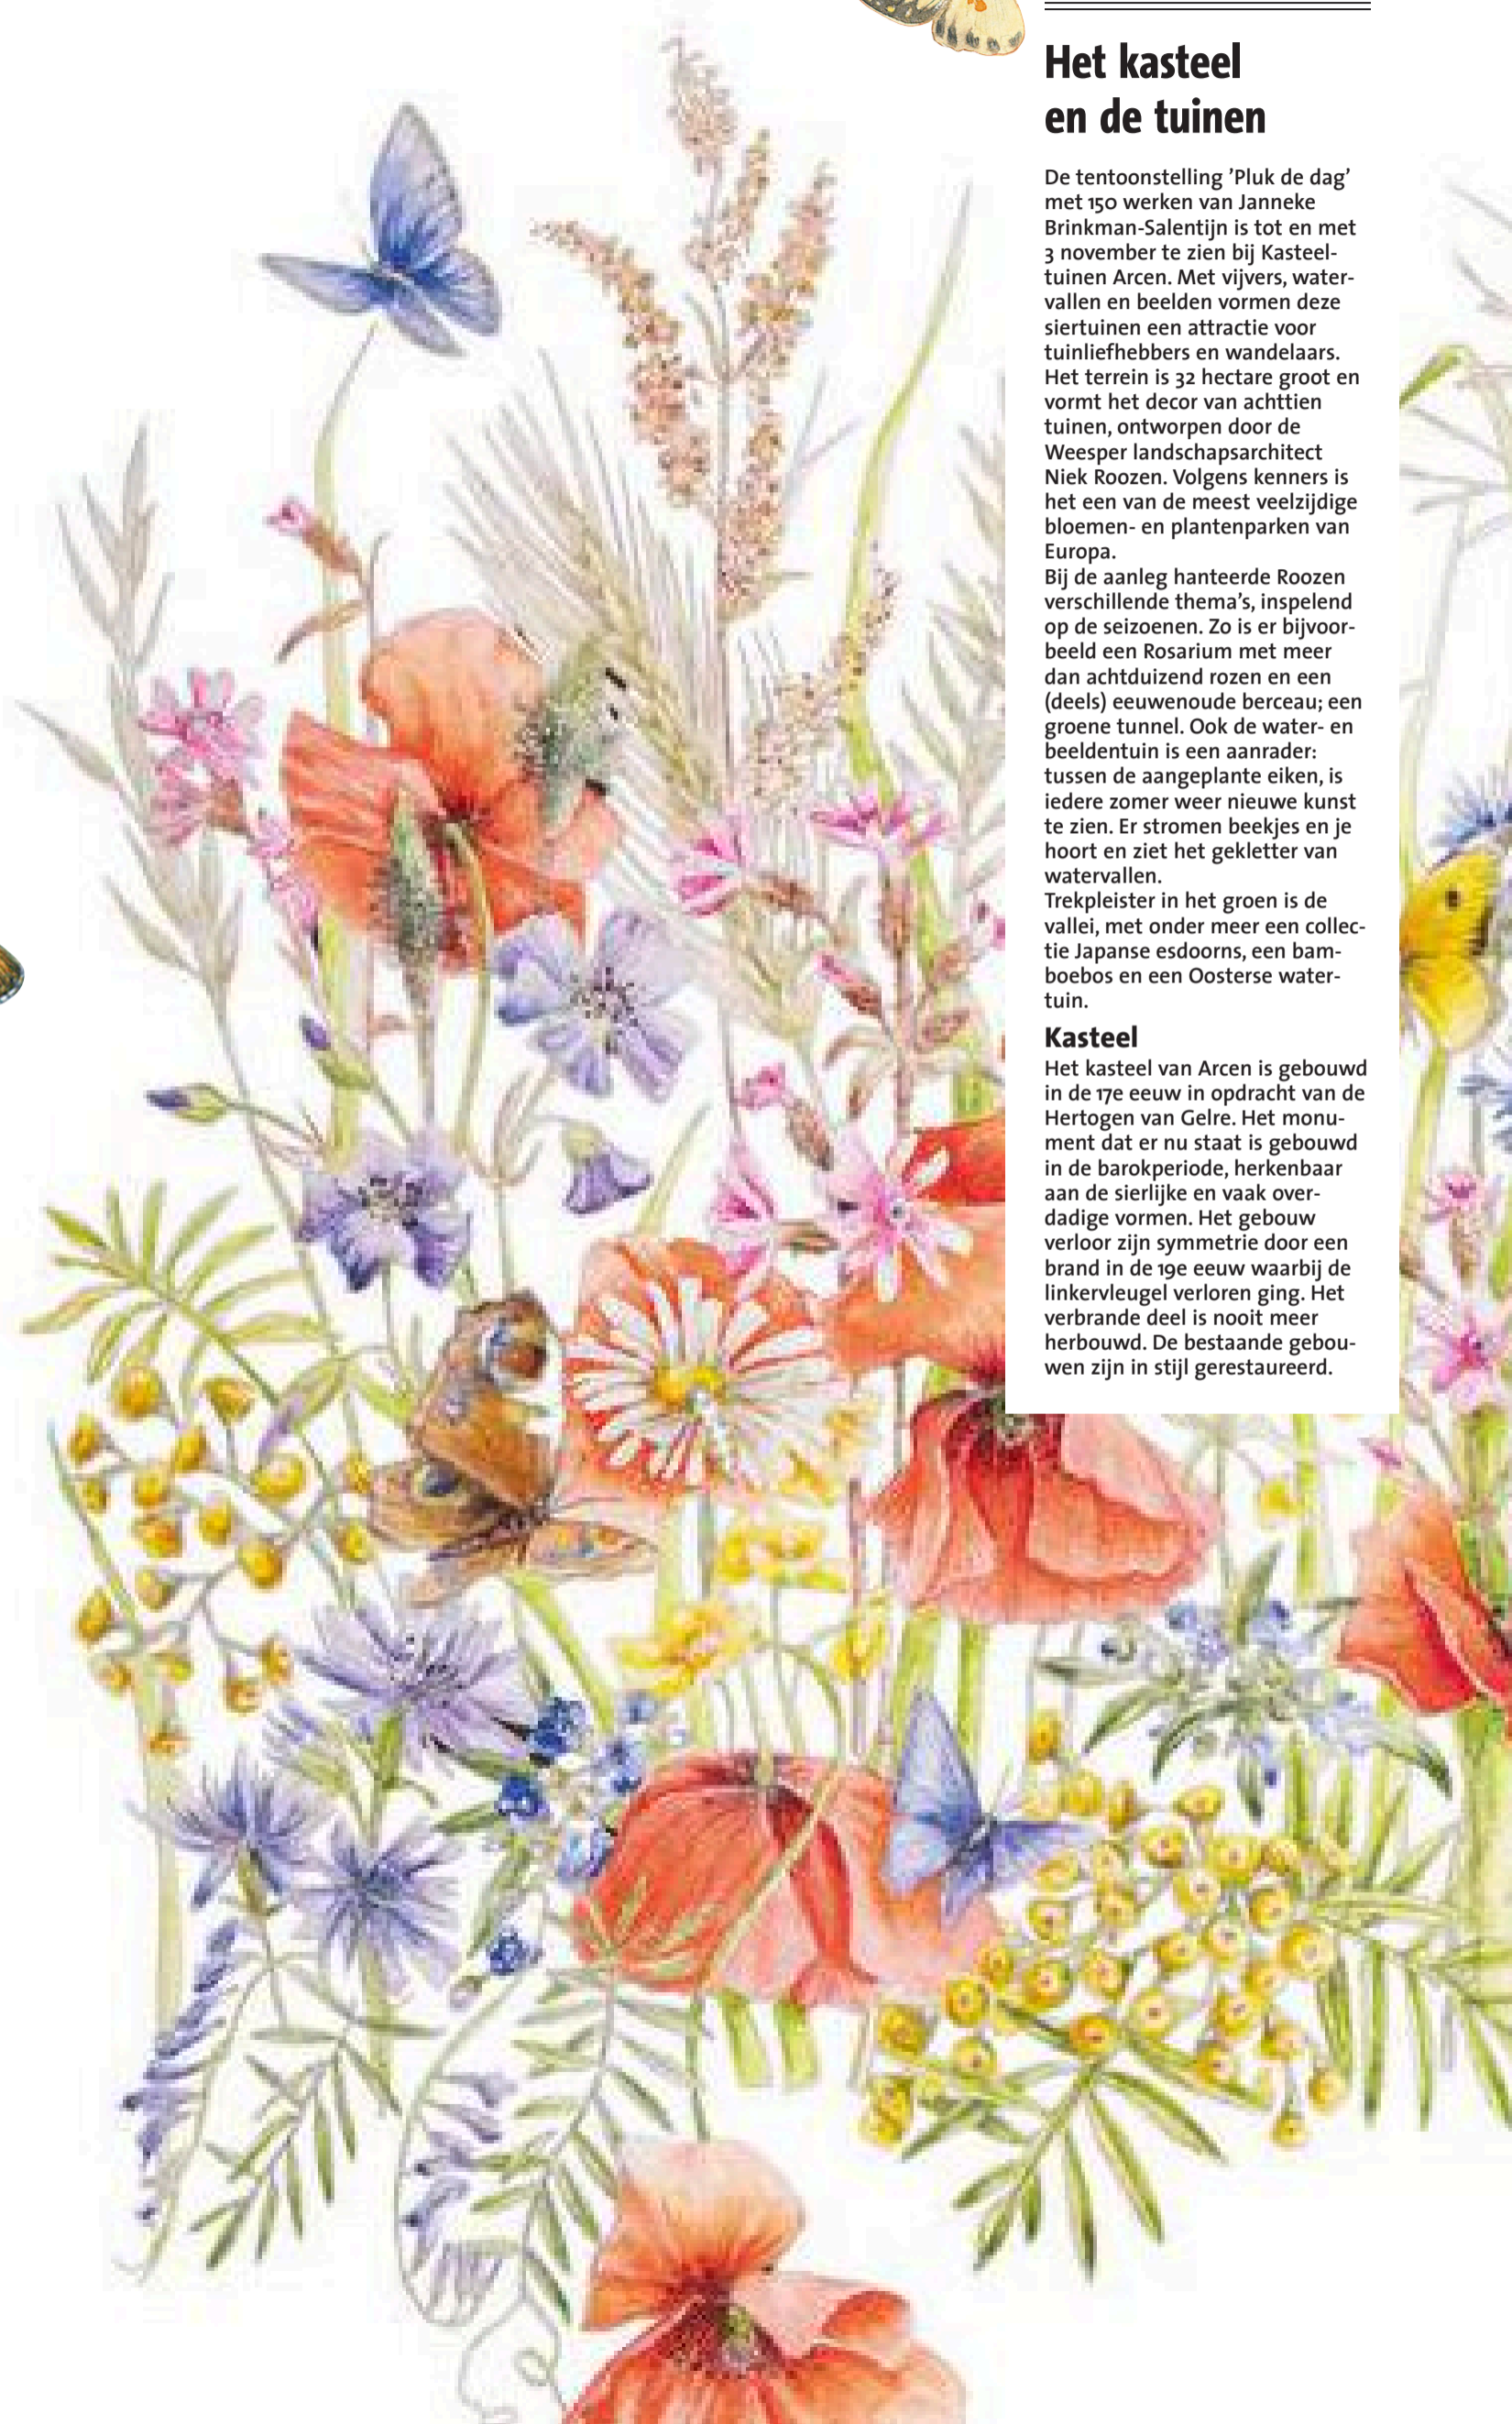 Het kasteel
en de tuinen
De tentoonstelling ’Pluk de dag’
met 150 werken van Janneke
Brinkman-Salentijn is tot en met
3 november te zien bij Kasteel-
tuinen Arcen. Met vijvers, water-
vallen en beelden vormen deze
siertuinen een attractie voor
tuinliefhebbers en wandelaars.
Het terrein is 32 hectare groot en
vormt het decor van achttien
tuinen, ontworpen door de
Weesper landschapsarchitect
Niek Roozen. Volgens kenners is
het een van de meest veelzijdige
bloemen- en plantenparken van
Europa.
Bij de aanleg hanteerde Roozen
verschillende thema’s, inspelend
op de seizoenen. Zo is er bijvoor-
beeld een Rosarium met meer
dan achtduizend rozen en een
(deels) eeuwenoude berceau; een
groene tunnel. Ook de water- en
beeldentuin is een aanrader:
tussen de aangeplante eiken, is
iedere zomer weer nieuwe kunst
te zien. Er stromen beekjes en je
hoort en ziet het gekletter van
watervallen.
Trekpleister in het groen is de
vallei, met onder meer een collec-
tie Japanse esdoorns, een bam-
boebos en een Oosterse water-
tuin.
Kasteel
Het kasteel van Arcen is gebouwd
in de 17e eeuw in opdracht van de
Hertogen van Gelre. Het monu-
ment dat er nu staat is gebouwd
in de barokperiode, herkenbaar
aan de sierlijke en vaak over-
dadige vormen. Het gebouw
verloor zijn symmetrie door een
brand in de 19e eeuw waarbij de
linkervleugel verloren ging. Het
verbrande deel is nooit meer
herbouwd. De bestaande gebou-
wen zijn in stijl gerestaureerd.